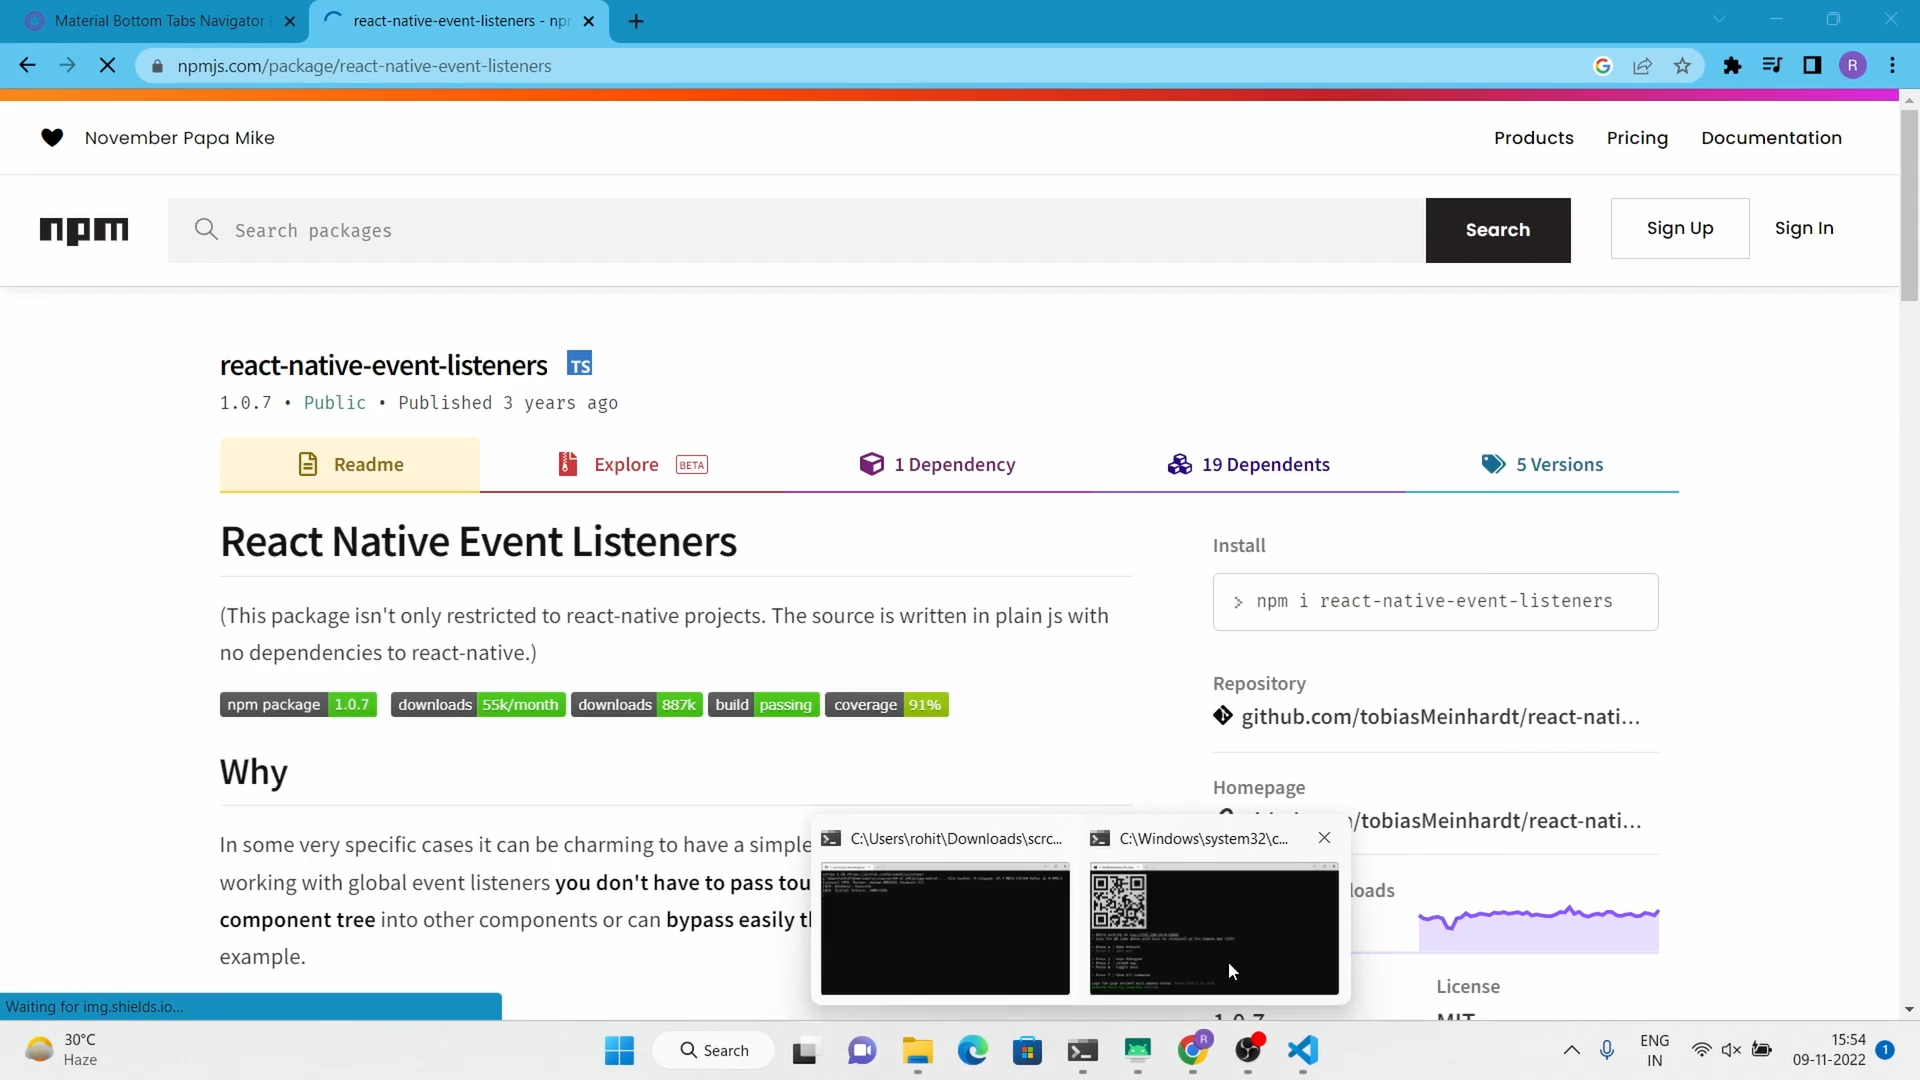 Material Bottom Tabs Navigator
react-native-event-listeners - npr
npmjs.com/package/react-native-event-listeners
R
November Papa Mike
Products
Pricing
Documentation
npm
Search packages
Search
Sign Up
Sign In
react-native-event-listeners
TS
1.0.7 • Public • Published 3 years ago
Readme
Explore BETA
1 Dependency
19 Dependents
5 Versions
React Native Event Listeners
(This package isn't only restricted to react-native projects. The source is written in plain js with
no dependencies to react-native.)
npm package 1.0.7
downloads 55k/month
downloads 887k
build passing
coverage 91%
Why
In some very specific cases it can be charming to have a simple
working with global event listeners you don't have to pass tou
component tree into other components or can bypass easily th
example.
Install
> npm i react-native-event-listeners
Repository
github.com/tobiasMeinhardt/react-nati...
Homepage
/tobiasMeinhardt/react-nati...
loads
License
1.0.7
MIT
C:\Users\rohit\Downloads\scrc...
C:\Windows\system32\c...
Waiting for img.shields.io...
30°C
Haze
Search
R
ENG
IN
15:54
09-11-2022
1